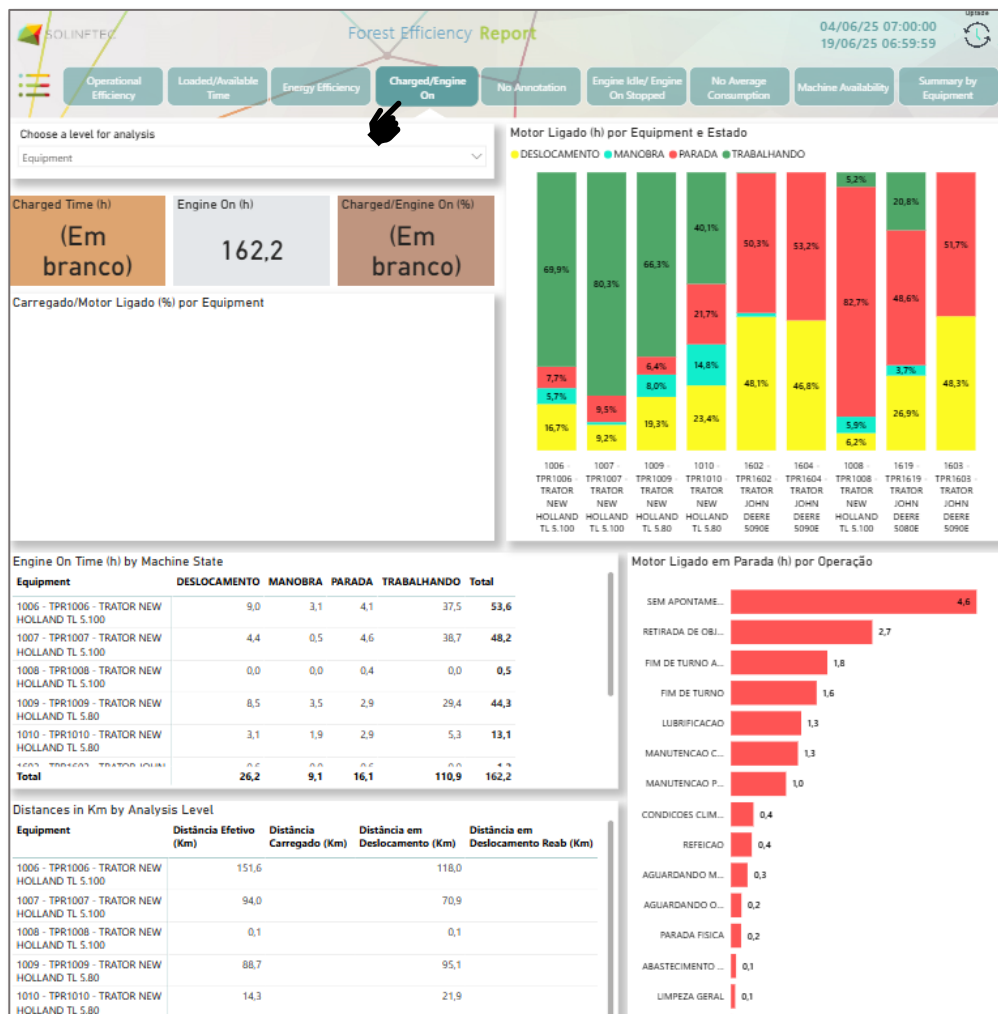 SOLINFTEC
Forest Efficiency Report
04/06/25 07:00:00
19/06/25 06:59:59
Uptade
Operational Efficiency
Loaded/Available Time
Energy Efficiency
Charged/Engine On
No Annotation
Engine Idle/ Engine On Stopped
No Average Consumption
Machine Availability
Summary by Equipment
Choose a level for analysis
Equipment
Charged Time (h)
(Em branco)
Engine On (h)
162,2
Charged/Engine On (%)
(Em branco)
Carregado/Motor Ligado (%) por Equipment
Motor Ligado (h) por Equipment e Estado
DESLOCAMENTO MANOBRA PARADA TRABALHANDO
69,9% 7,7% 5,7% 16,7%
80,3% 9,5% 9,2%
66,3% 6,4% 8,0% 19,3%
40,1% 21,7% 14,8% 23,4%
50,3% 48,1%
53,2% 46,8%
5,2% 82,7% 5,9% 6,2%
20,8% 48,6% 3,7% 26,9%
51,7% 48,3%
1006 - TPR1006 - TRATOR NEW HOLLAND TL 5.100
1007 - TPR1007 - TRATOR NEW HOLLAND TL 5.100
1009 - TPR1009 - TRATOR NEW HOLLAND TL 5.80
1010 - TPR1010 - TRATOR NEW HOLLAND TL 5.80
1602 - TPR1602 - TRATOR JOHN DEERE 5090E
1604 - TPR1604 - TRATOR JOHN DEERE 5090E
1008 - TPR1008 - TRATOR NEW HOLLAND TL 5.100
1619 - TPR1619 - TRATOR JOHN DEERE 5080E
1603 - TPR1603 - TRATOR JOHN DEERE 5090E
Engine On Time (h) by Machine State
Equipment DESLOCAMENTO MANOBRA PARADA TRABALHANDO Total
1006 - TPR1006 - TRATOR NEW HOLLAND TL 5.100 9,0 3,1 4,1 37,5 53,6
1007 - TPR1007 - TRATOR NEW HOLLAND TL 5.100 4,4 0,5 4,6 38,7 48,2
1008 - TPR1008 - TRATOR NEW HOLLAND TL 5.100 0,0 0,0 0,4 0,0 0,5
1009 - TPR1009 - TRATOR NEW HOLLAND TL 5.80 8,5 3,5 2,9 29,4 44,3
1010 - TPR1010 - TRATOR NEW HOLLAND TL 5.80 3,1 1,9 2,9 5,3 13,1
Total 26,2 9,1 16,1 110,9 162,2
Motor Ligado em Parada (h) por Operação
SEM APONTAME... 4,6
RETIRADA DE OBJ... 2,7
FIM DE TURNO A... 1,8
FIM DE TURNO 1,6
LUBRIFICACAO 1,3
MANUTENCAO C... 1,3
MANUTENCAO P... 1,0
CONDICOES CLIM... 0,4
REFEICAO 0,4
AGUARDANDO M... 0,3
AGUARDANDO O... 0,2
PARADA FISICA 0,2
ABASTECIMENTO ... 0,1
LIMPEZA GERAL 0,1
Distances in Km by Analysis Level
Equipment Distância Efetivo (Km) Distância Carregado (Km) Distância em Deslocamento (Km) Distância em Deslocamento Reab (Km)
1006 - TPR1006 - TRATOR NEW HOLLAND TL 5.100 151,6 118,0
1007 - TPR1007 - TRATOR NEW HOLLAND TL 5.100 94,0 70,9
1008 - TPR1008 - TRATOR NEW HOLLAND TL 5.100 0,1 0,1
1009 - TPR1009 - TRATOR NEW HOLLAND TL 5.80 88,7 95,1
1010 - TPR1010 - TRATOR NEW HOLLAND TL 5.80 14,3 21,9